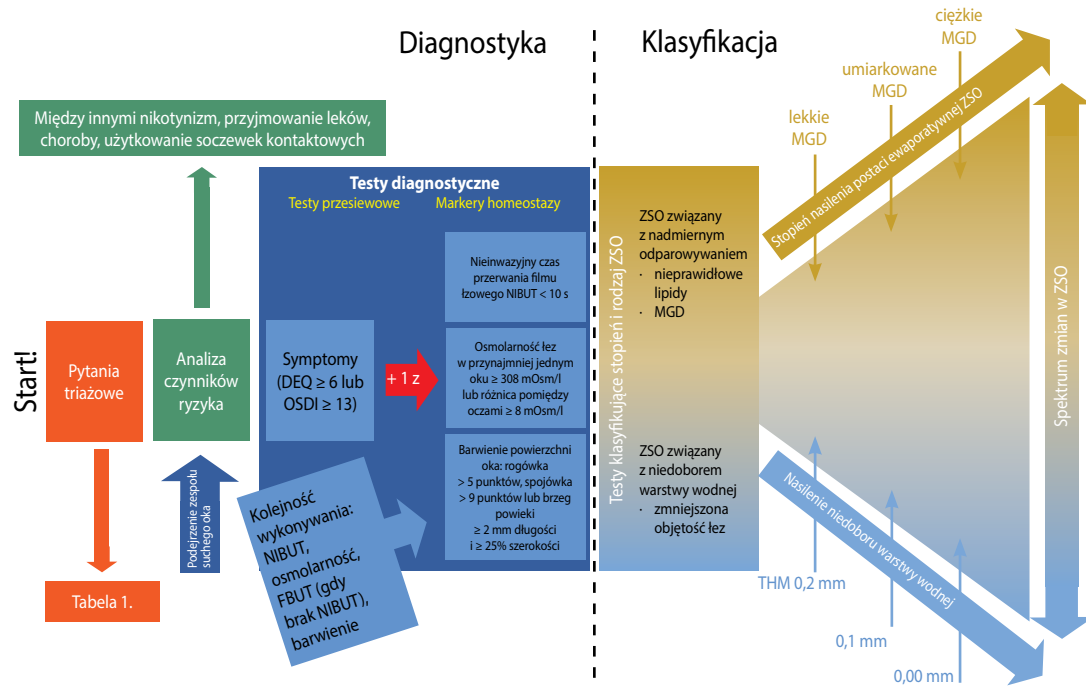 Diagnostyka
Klasyfikacja
Między innymi nikotynizm, przyjmowanie leków,
choroby, użytkowanie soczewek kontaktowych
Start!
Pytania
triażowe
Tabela 1.
Analiza
czynników
ryzyka
Podejrzenie zespołu
suchego oka
Testy diagnostyczne
Testy przesiewowe
Markery homeostazy
Symptomy
(DEQ ≥ 6 lub
OSDI ≥ 13)
+ 1 z
Nieinwazyjny czas
przerwania filmu
łzowego NIBUT < 10 s
Osmolarność łez
w przynajmniej jednym
oku ≥ 308 mOsm/l
lub różnica pomiędzy
oczami ≥ 8 mOsm/l
Barwienie powierzchni
oka: rogówka
> 5 punktów, spojówka
> 9 punktów lub brzeg
powieki
≥ 2 mm długości
i ≥ 25% szerokości
Kolejność
wykonywania:
NIBUT,
osmolarność,
FBUT (gdy
brak NIBUT),
barwienie
Testy klasyfikujące stopień i rodzaj ZSO
ZSO związany
z nadmiernym
odparowywaniem
· nieprawidłowe
lipidy
· MGD
ZSO związany
z niedoborem
warstwy wodnej
· zmniejszona
objętość łez
lekkie
MGD
umiarkowane
MGD
ciężkie
MGD
Stopień nasilenia postaci ewaporatywnej ZSO
Nasilenie niedoboru warstwy wodnej
THM 0,2 mm
0,1 mm
0,00 mm
Spektrum zmian w ZSO